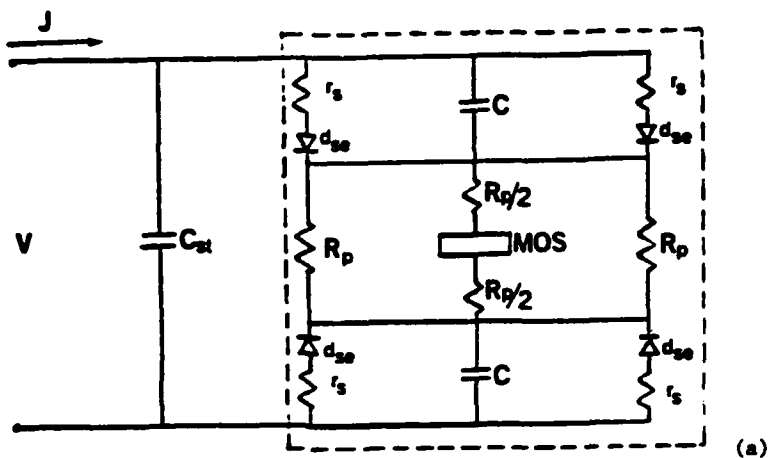 J
r_s
C
r_s
d_se
d_se
R_p/2
V
C_st
R_p
MOS
R_p
R_p/2
d_se
d_se
r_s
C
r_s
(a)